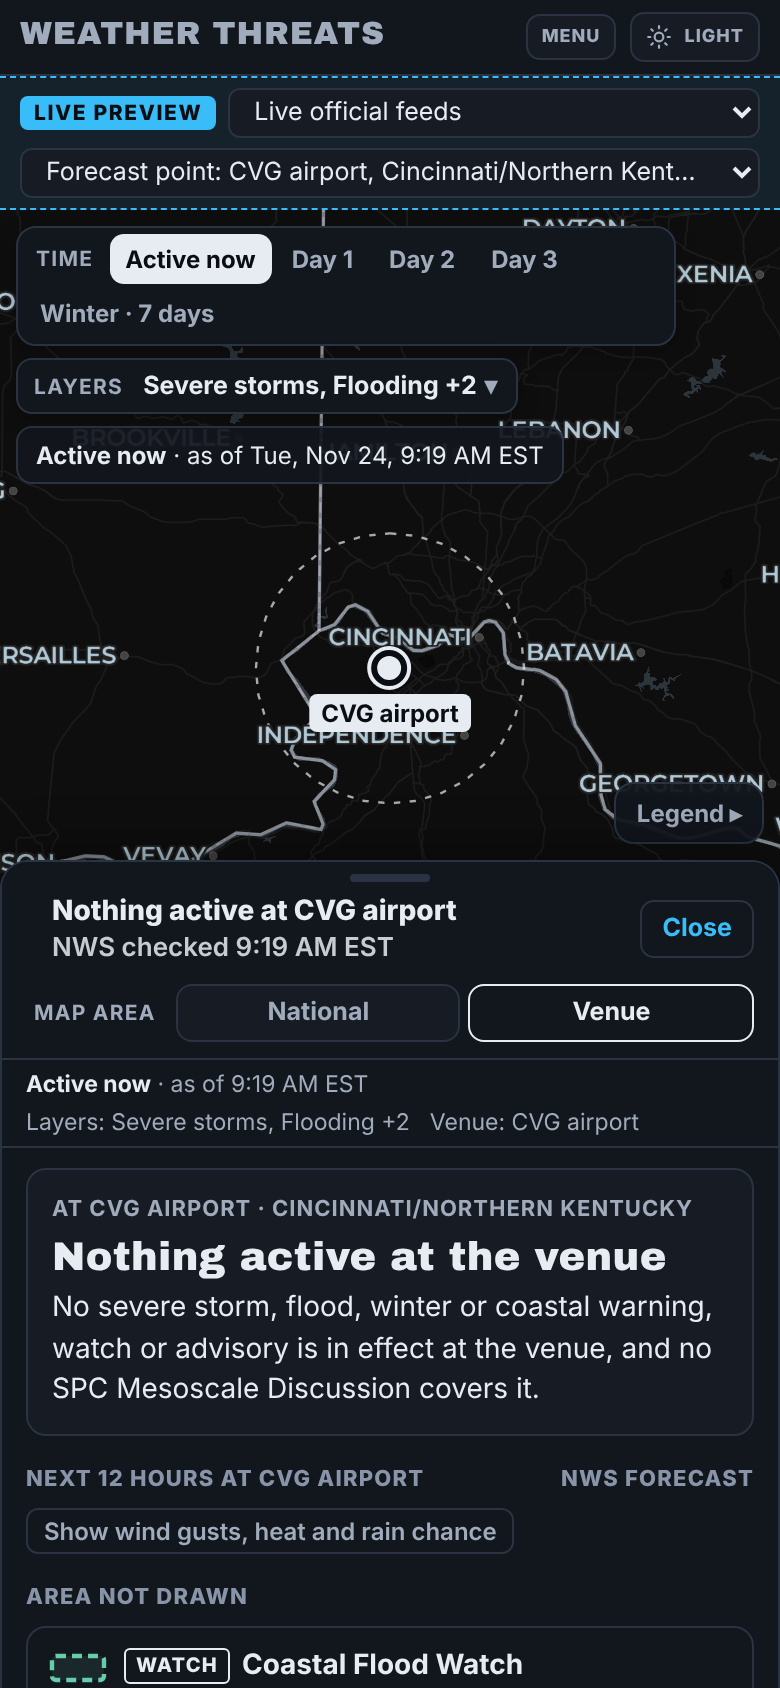 WEATHER THREATS
MENU
LIGHT
LIVE PREVIEW
Live official feeds
Forecast point: CVG airport, Cincinnati/Northern Kent...
DAYTON
XENIA
TIME
Active now
Day 1
Day 2
Day 3
Winter · 7 days
LAYERS
Severe storms, Flooding +2 ▾
BROOKVILLE
LEBANON
Active now · as of Tue, Nov 24, 9:19 AM EST
CINCINNATI
ERSAILLES
BATAVIA
CVG airport
INDEPENDENCE
GEORGETOWN
Legend ▸
SON
VEVAY
Nothing active at CVG airport
NWS checked 9:19 AM EST
Close
MAP AREA
National
Venue
Active now · as of 9:19 AM EST
Layers: Severe storms, Flooding +2 Venue: CVG airport
AT CVG AIRPORT · CINCINNATI/NORTHERN KENTUCKY
Nothing active at the venue
No severe storm, flood, winter or coastal warning,
watch or advisory is in effect at the venue, and no
SPC Mesoscale Discussion covers it.
NEXT 12 HOURS AT CVG AIRPORT
NWS FORECAST
Show wind gusts, heat and rain chance
AREA NOT DRAWN
WATCH
Coastal Flood Watch